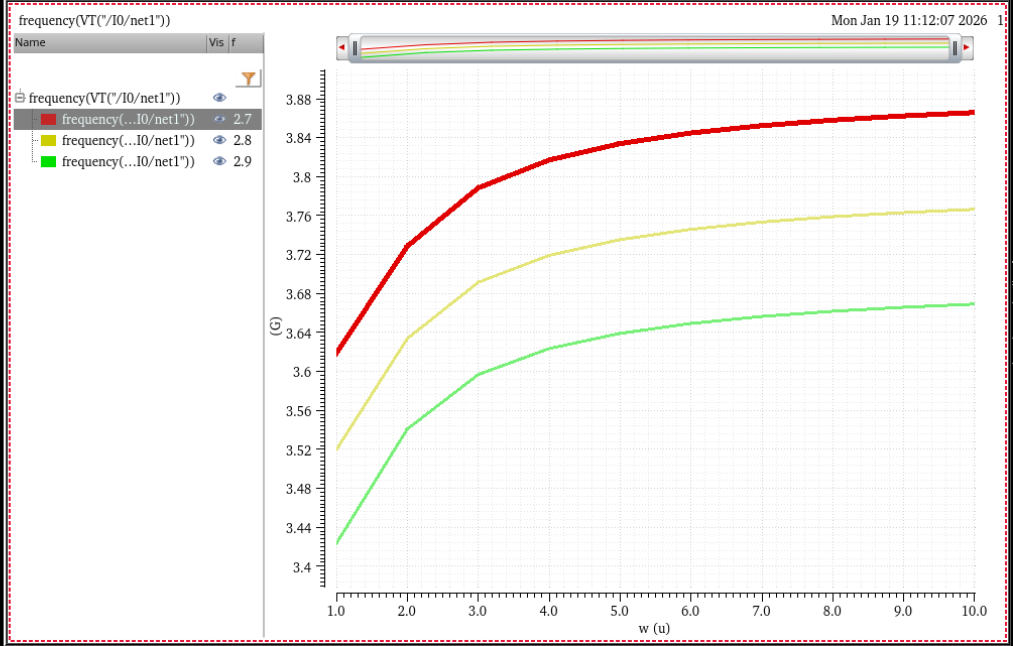 frequency(VT("/I0/net1")) Mon Jan 19 11:12:07 2026 1
Name Vis f
frequency(VT("/I0/net1"))
frequency(...I0/net1")) 2.7
frequency(...I0/net1")) 2.8
frequency(...I0/net1")) 2.9
3.88
3.84
3.8
3.76
3.72
3.68
3.64
3.6
3.56
3.52
3.48
3.44
3.4
(G)
1.0 2.0 3.0 4.0 5.0 6.0 7.0 8.0 9.0 10.0
w (u)